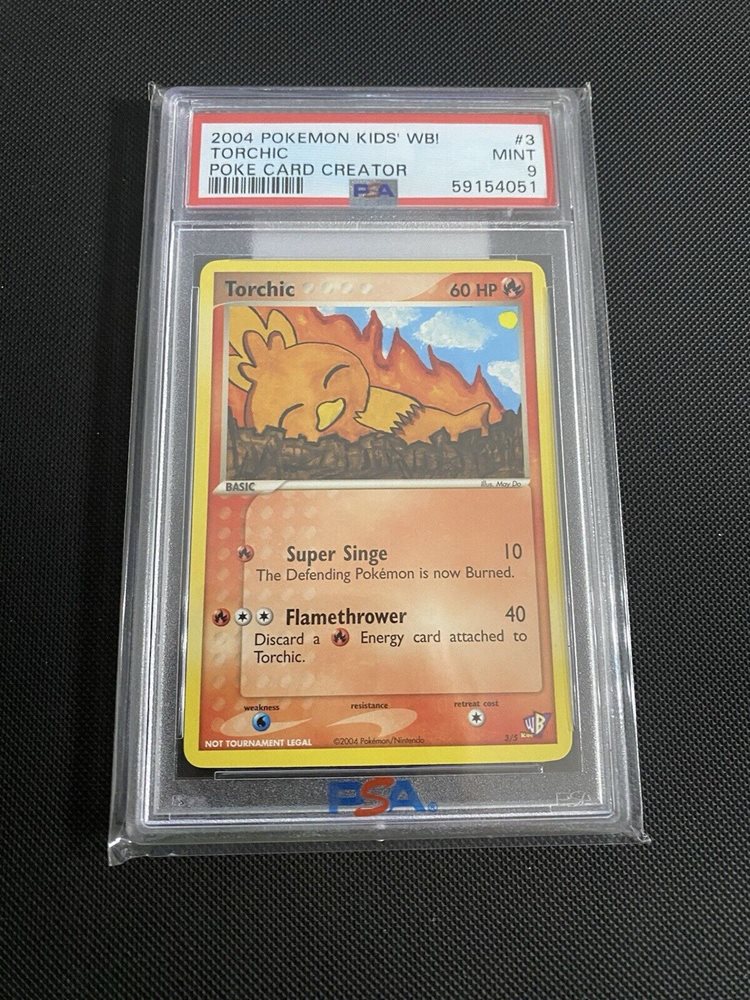 2004 POKEMON KIDS' WB! #3
TORCHIC MINT
POKE CARD CREATOR 9
PSA 59154051
Torchic 60 HP
BASIC Illus. May Do
Super Singe 10
The Defending Pokémon is now Burned.
Flamethrower 40
Discard a Energy card attached to
Torchic.
weakness resistance retreat cost
NOT TOURNAMENT LEGAL ©2004 Pokémon/Nintendo 3/5 Kids WB
PSA
PSA